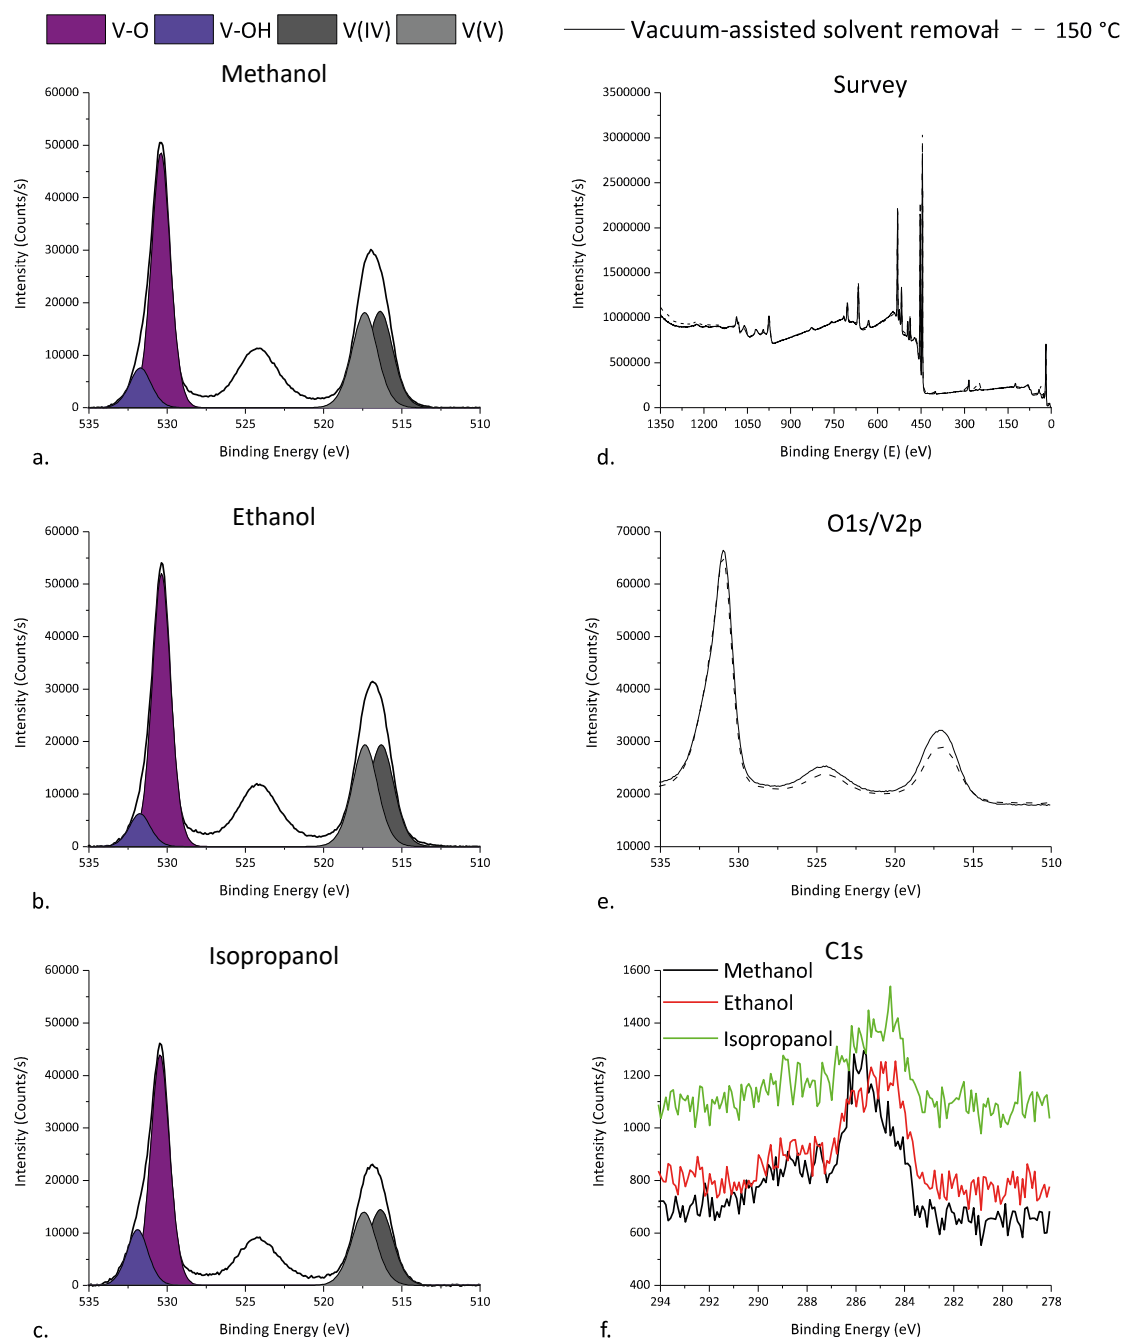 V-O V-OH V(IV) V(V)
Vacuum-assisted solvent removal 150 °C
Methanol
60000
50000
40000
30000
20000
10000
0
535 530 525 520 515 510
Intensity (Counts/s)
Binding Energy (eV)
a.
Survey
3500000
3000000
2500000
2000000
1500000
1000000
500000
0
1350 1200 1050 900 750 600 450 300 150 0
Intensity (Counts/s)
Binding Energy (E) (eV)
d.
Ethanol
60000
50000
40000
30000
20000
10000
0
535 530 525 520 515 510
Intensity (Counts/s)
Binding Energy (eV)
b.
O1s/V2p
70000
60000
50000
40000
30000
20000
10000
535 530 525 520 515 510
Intensity (Counts/s)
Binding Energy (eV)
e.
Isopropanol
60000
50000
40000
30000
20000
10000
0
535 530 525 520 515 510
Intensity (Counts/s)
Binding Energy (eV)
c.
C1s
Methanol
Ethanol
Isopropanol
1600
1400
1200
1000
800
600
400
294 292 290 288 286 284 282 280 278
Intensity (Counts/s)
Binding Energy (eV)
f.